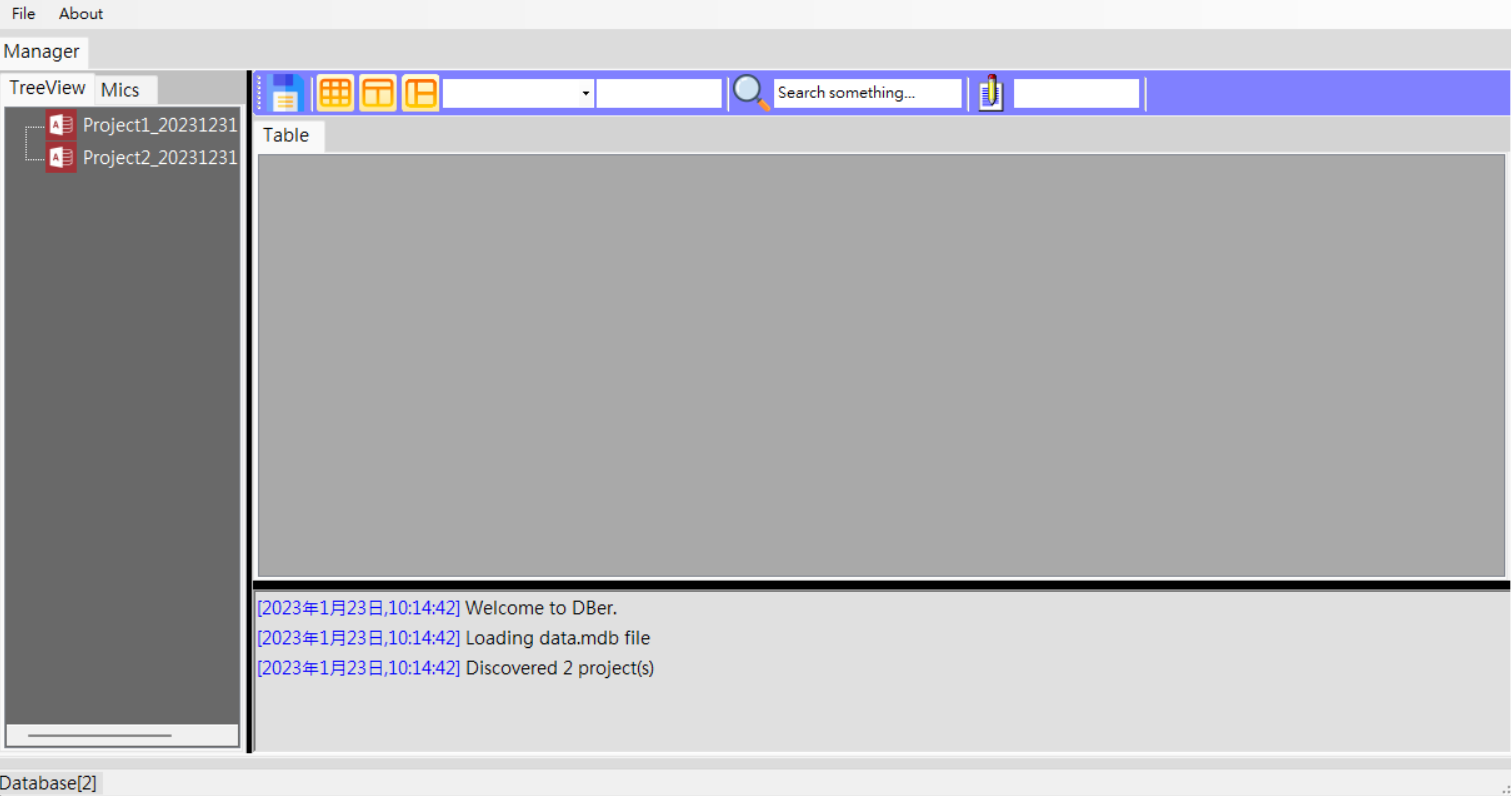 File About
Manager
TreeView Mics
Project1_20231231
Project2_20231231
Search something...
Table
[2023年1月23日,10:14:42] Welcome to DBer.
[2023年1月23日,10:14:42] Loading data.mdb file
[2023年1月23日,10:14:42] Discovered 2 project(s)
Database[2]